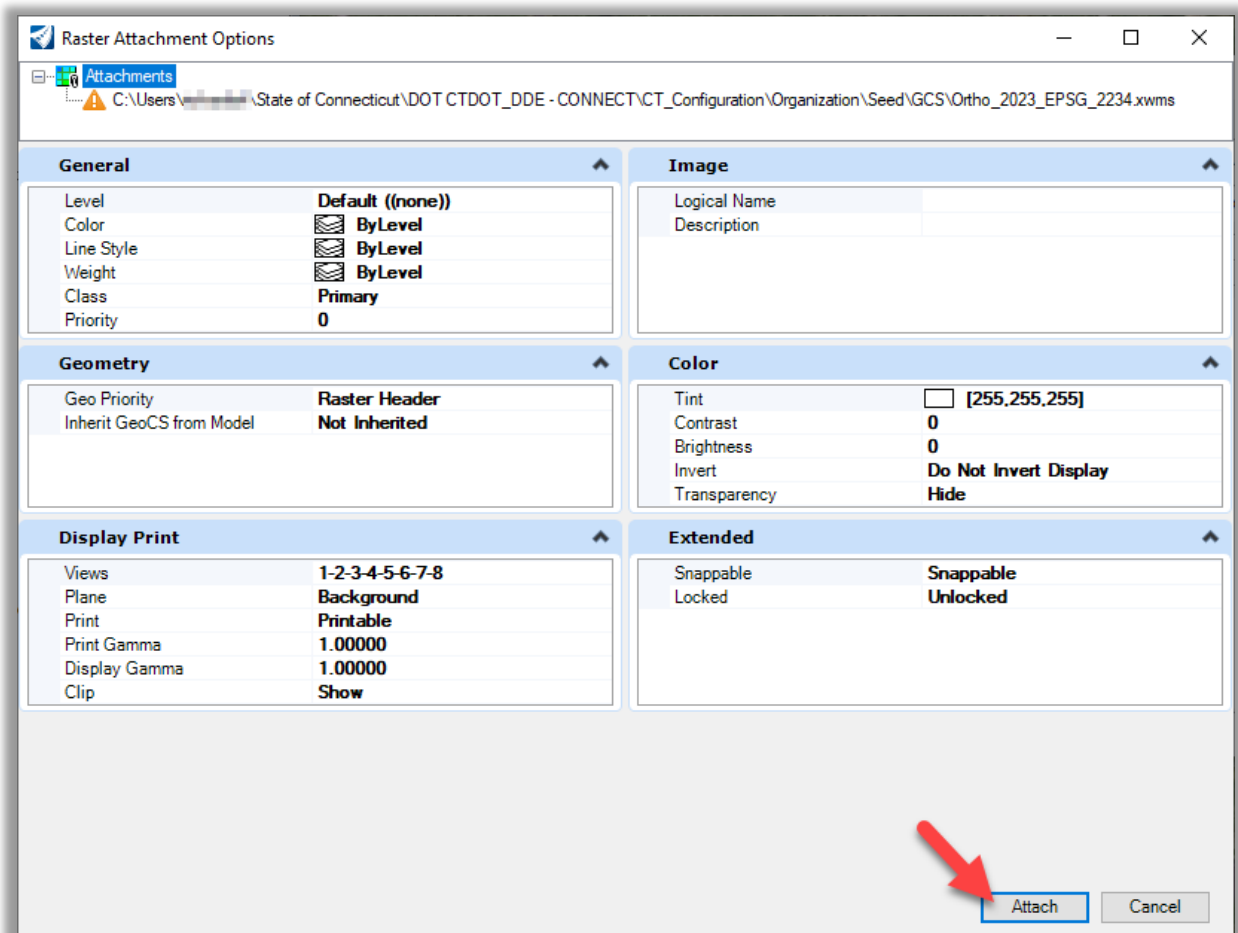 Raster Attachment Options
Attachments
C:\Users\ \State of Connecticut\DOT CTDOT_DDE - CONNECT\CT_Configuration\Organization\Seed\GCS\Ortho_2023_EPSG_2234.xwms
General
Level Default ((none))
Color ByLevel
Line Style ByLevel
Weight ByLevel
Class Primary
Priority 0
Image
Logical Name
Description
Geometry
Geo Priority Raster Header
Inherit GeoCS from Model Not Inherited
Color
Tint [255,255,255]
Contrast 0
Brightness 0
Invert Do Not Invert Display
Transparency Hide
Display Print
Views 1-2-3-4-5-6-7-8
Plane Background
Print Printable
Print Gamma 1.00000
Display Gamma 1.00000
Clip Show
Extended
Snappable Snappable
Locked Unlocked
Attach Cancel